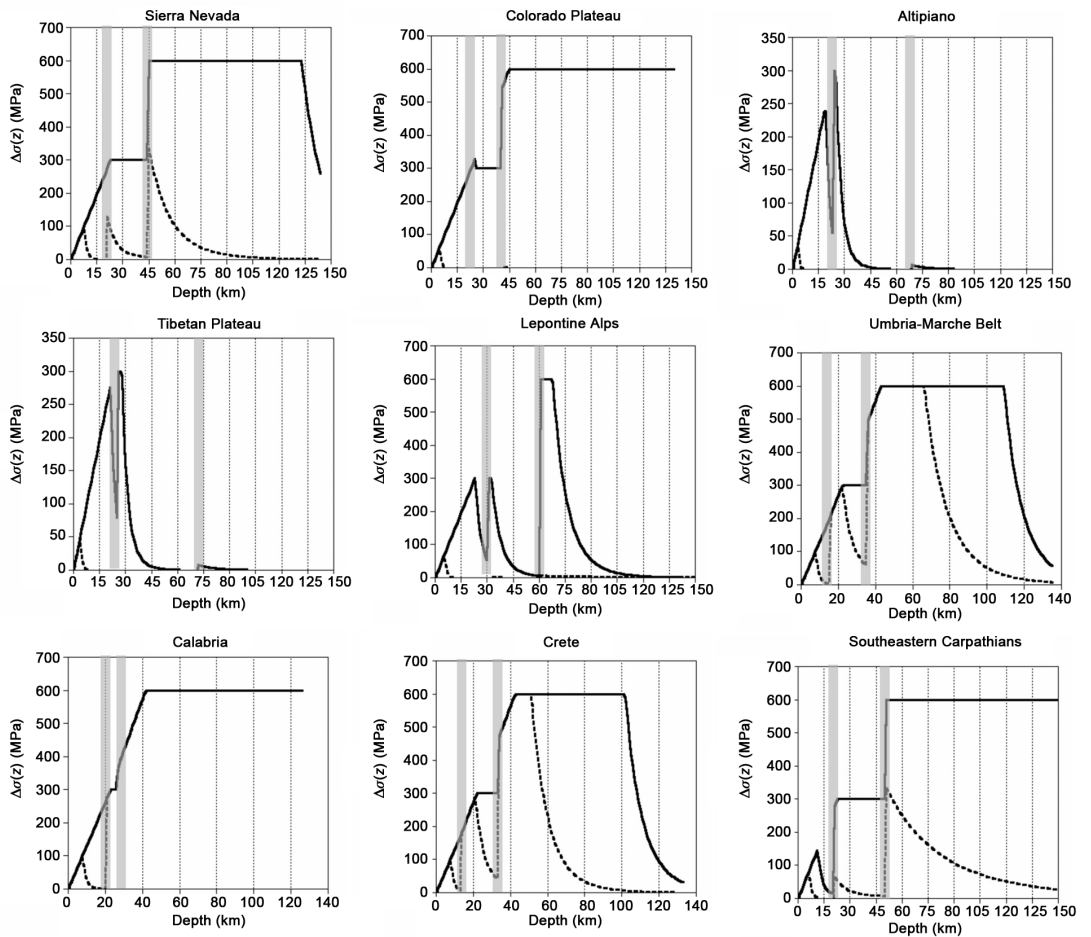 Sierra Nevada
Δσ(z) (MPa)
700
600
500
400
300
200
100
0
0 15 30 45 60 75 90 105 120 135 150
Depth (km)
Colorado Plateau
Δσ(z) (MPa)
700
600
500
400
300
200
100
0
0 15 30 45 60 75 90 105 120 135 150
Depth (km)
Altipiano
Δσ(z) (MPa)
350
300
250
200
150
100
50
0
0 15 30 45 60 75 90 105 120 135 150
Depth (km)
Tibetan Plateau
Δσ(z) (MPa)
350
300
250
200
150
100
50
0
0 15 30 45 60 75 90 105 120 135 150
Depth (km)
Lepontine Alps
Δσ(z) (MPa)
700
600
500
400
300
200
100
0
0 15 30 45 60 75 90 105 120 135 150
Depth (km)
Umbria-Marche Belt
Δσ(z) (MPa)
700
600
500
400
300
200
100
0
0 20 40 60 80 100 120 140
Depth (km)
Calabria
Δσ(z) (MPa)
700
600
500
400
300
200
100
0
0 20 40 60 80 100 120 140
Depth (km)
Crete
Δσ(z) (MPa)
700
600
500
400
300
200
100
0
0 20 40 60 80 100 120 140
Depth (km)
Southeastern Carpathians
Δσ(z) (MPa)
700
600
500
400
300
200
100
0
0 15 30 45 60 75 90 105 120 135 150
Depth (km)